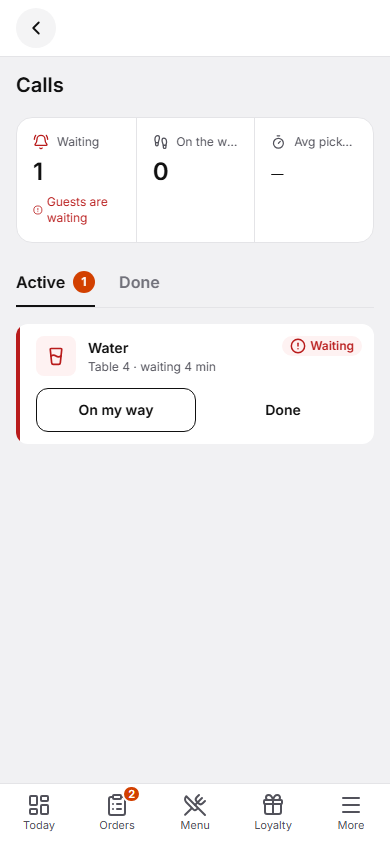 Calls
Waiting
1
Guests are
waiting
On the w...
0
Avg pick...
—
Active 1
Done
Water
Table 4 · waiting 4 min
Waiting
On my way
Done
Today
Orders
2
Menu
Loyalty
More